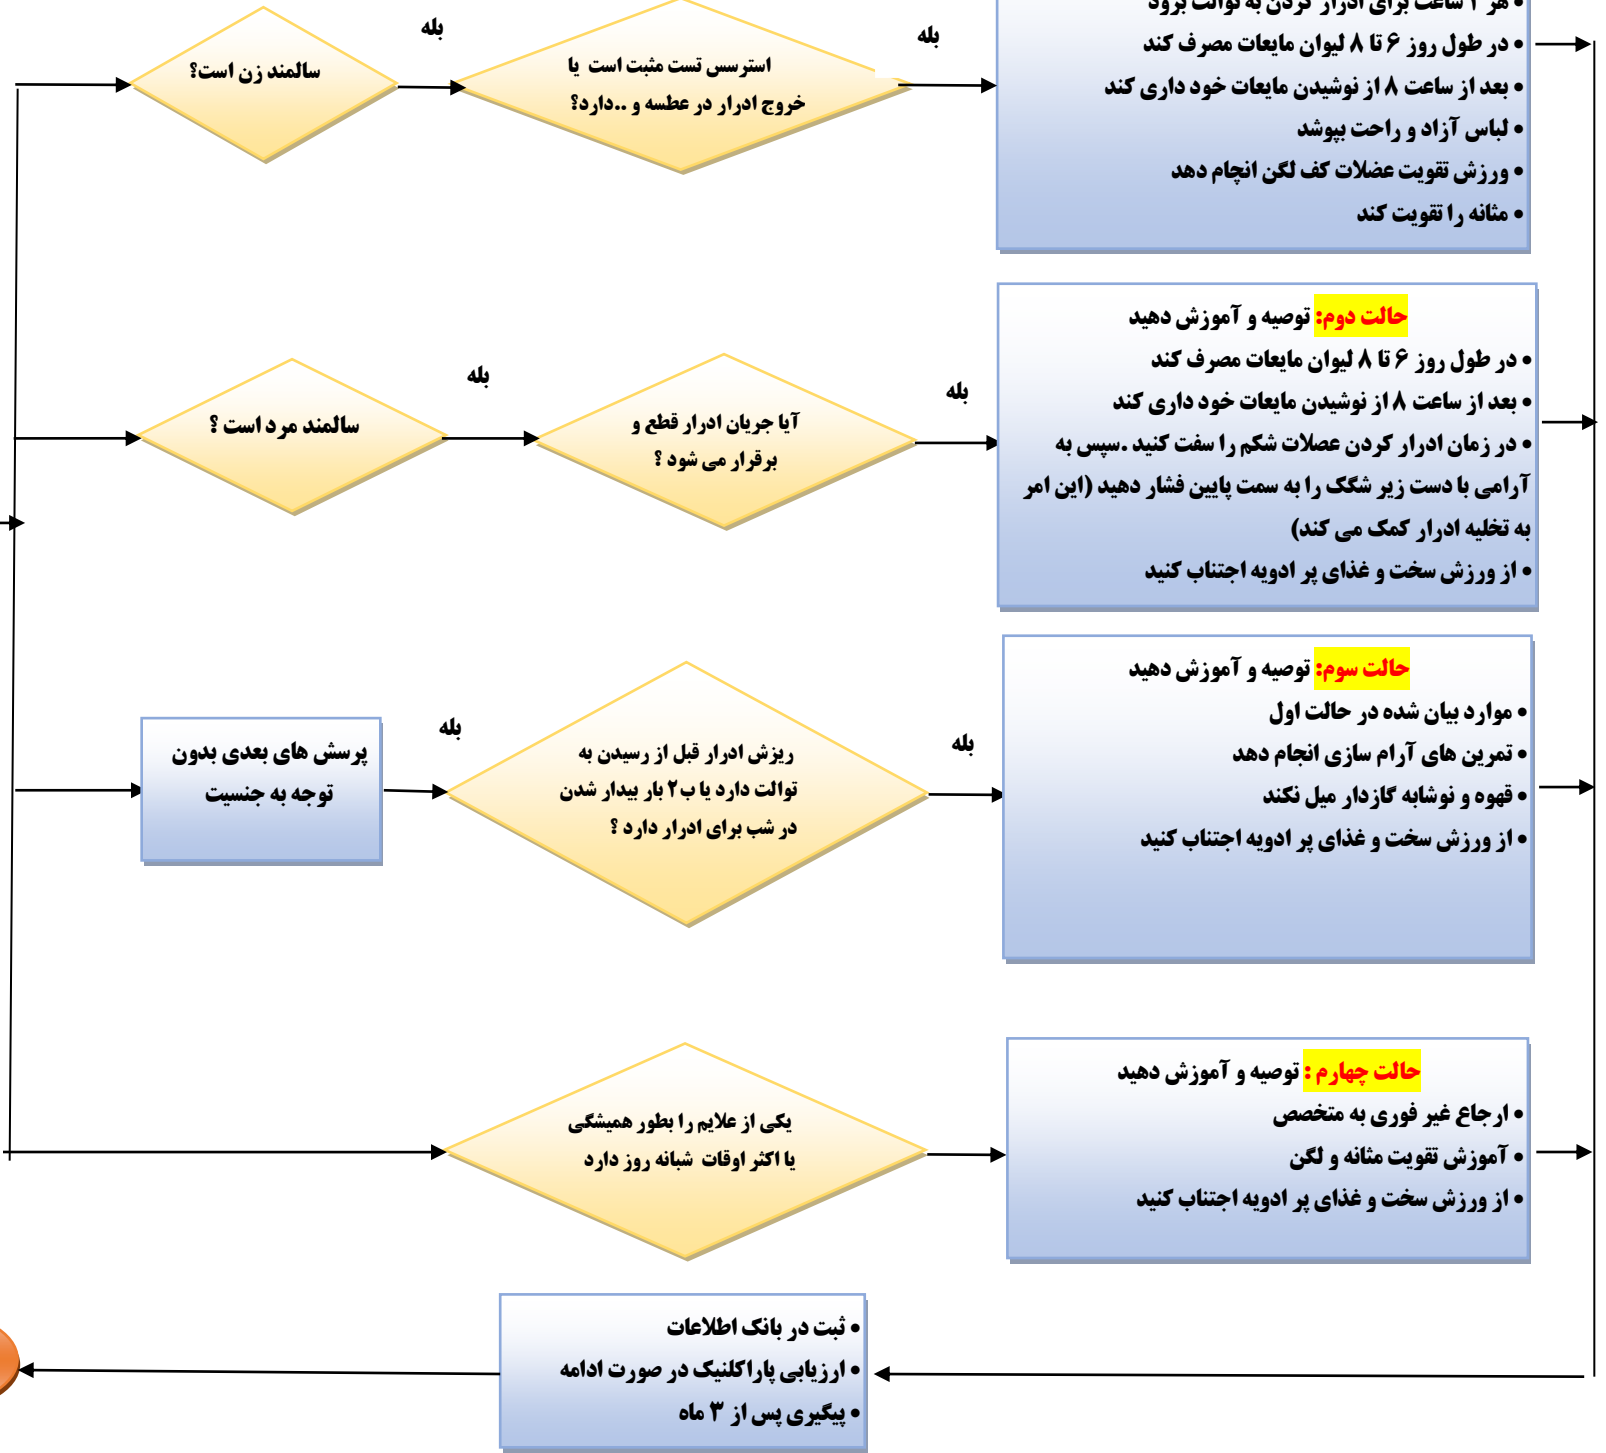 سالمند زن است؟
بله
استرسس تست مثبت است یا
خروج ادرار در عطسه و ..دارد؟
بله
ساعت برای ادرار کردن به توالت برود
• در طول روز ۶ تا ۸ لیوان مایعات مصرف کند
• بعد از ساعت ۸ از نوشیدن مایعات خود داری کند
• لباس آزاد و راحت بپوشد
• ورزش تقویت عضلات کف لگن انجام دهد
• مثانه را تقویت کند
سالمند مرد است ؟
بله
آیا جریان ادرار قطع و
برقرار می شود ؟
بله
حالت دوم: توصیه و آموزش دهید
• در طول روز ۶ تا ۸ لیوان مایعات مصرف کند
• بعد از ساعت ۸ از نوشیدن مایعات خود داری کند
• در زمان ادرار کردن عصلات شکم را سفت کنید .سپس به
آرامی با دست زیر شگک را به سمت پایین فشار دهید (این امر
به تخلیه ادرار کمک می کند)
• از ورزش سخت و غذای پر ادویه اجتناب کنید
پرسش های بعدی بدون
توجه به جنسیت
بله
ریزش ادرار قبل از رسیدن به
توالت دارد یا ب۲ بار بیدار شدن
در شب برای ادرار دارد ؟
بله
حالت سوم: توصیه و آموزش دهید
• موارد بیان شده در حالت اول
• تمرین های آرام سازی انجام دهد
• قهوه و نوشابه گازدار میل نکند
• از ورزش سخت و غذای پر ادویه اجتناب کنید
یکی از علایم را بطور همیشگی
یا اکثر اوقات شبانه روز دارد
حالت چهارم : توصیه و آموزش دهید
• ارجاع غیر فوری به متخصص
• آموزش تقویت مثانه و لگن
• از ورزش سخت و غذای پر ادویه اجتناب کنید
• ثبت در بانک اطلاعات
• ارزیابی پاراکلنیک در صورت ادامه
• پیگیری پس از ۳ ماه